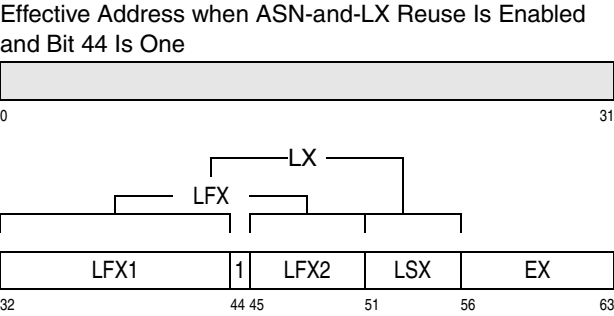 Effective Address when ASN-and-LX Reuse Is Enabled
and Bit 44 Is One
0 31
LX
LFX
LFX1 1 LFX2 LSX EX
32 44 45 51 56 63